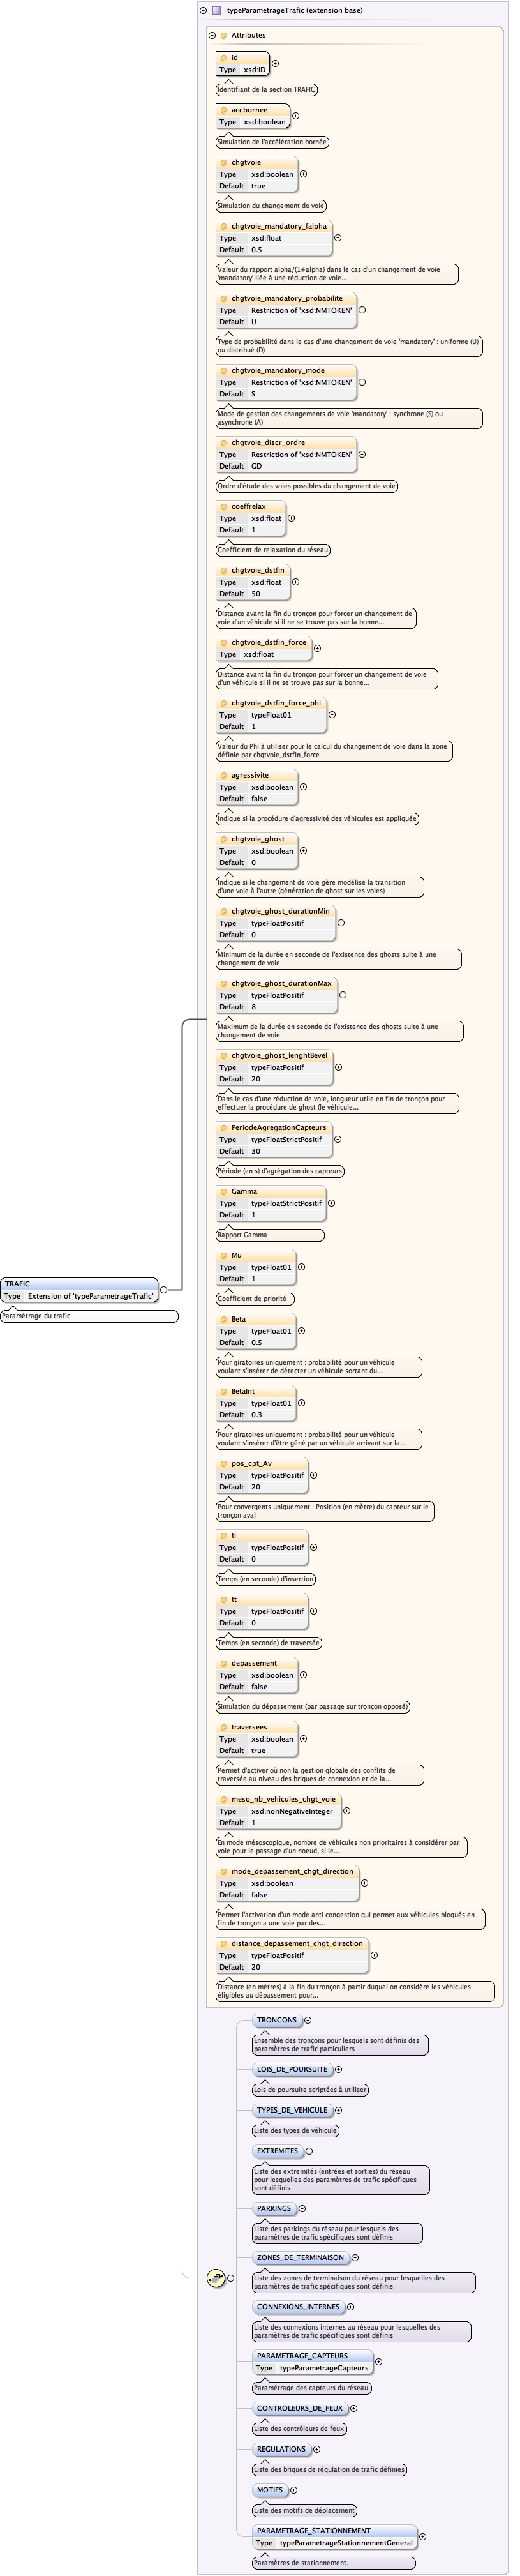 typeParametrageTrafic (extension base)
Attributes
@ id
Type xsd:ID
Identifiant de la section TRAFIC
@ accbornee
Type xsd:boolean
Simulation de l'accélération bornée
@ chgtvoie
Type xsd:boolean
Default true
Simulation du changement de voie
@ chgtvoie_mandatory_falpha
Type xsd:float
Default 0.5
Valeur du rapport alpha/(1+alpha) dans le cas d'un changement de voie
'mandatory' liée à une réduction de voie...
@ chgtvoie_mandatory_probabilite
Type Restriction of 'xsd:NMTOKEN'
Default U
Type de probabilité dans le cas d'une changement de voie 'mandatory' : uniforme (U)
ou distribué (D)
@ chgtvoie_mandatory_mode
Type Restriction of 'xsd:NMTOKEN'
Default S
Mode de gestion des changements de voie 'mandatory' : synchrone (S) ou
asynchrone (A)
@ chgtvoie_discr_ordre
Type Restriction of 'xsd:NMTOKEN'
Default GD
Ordre d'étude des voies possibles du changement de voie
@ coeffrelax
Type xsd:float
Default 1
Coefficient de relaxation du réseau
@ chgtvoie_dstfin
Type xsd:float
Default 50
Distance avant la fin du tronçon pour forcer un changement de
voie d'un véhicule si il ne se trouve pas sur la bonne...
@ chgtvoie_dstfin_force
Type xsd:float
Distance avant la fin du tronçon pour forcer un changement de voie
d'un véhicule si il ne se trouve pas sur la bonne...
@ chgtvoie_dstfin_force_phi
Type typeFloat01
Default 1
Valeur du Phi à utiliser pour le calcul du changement de voie dans la zone
définie par chgtvoie_dstfin_force
@ agressivite
Type xsd:boolean
Default false
Indique si la procédure d'agressivité des véhicules est appliquée
@ chgtvoie_ghost
Type xsd:boolean
Default 0
Indique si le changement de voie gère modélise la transition
d'une voie à l'autre (génération de ghost sur les voies)
@ chgtvoie_ghost_durationMin
Type typeFloatPositif
Default 0
Minimum de la durée en seconde de l'existence des ghosts suite à une
changement de voie
@ chgtvoie_ghost_durationMax
Type typeFloatPositif
Default 8
Maximum de la durée en seconde de l'existence des ghosts suite à une
changement de voie
@ chgtvoie_ghost_lenghtBevel
Type typeFloatPositif
Default 20
Dans le cas d'une réduction de voie, longueur utile en fin de tronçon pour
effectuer la procédure de ghost (le véhicule...
@ PeriodeAgregationCapteurs
Type typeFloatStrictPositif
Default 30
Période (en s) d'agrégation des capteurs
@ Gamma
Type typeFloatStrictPositif
Default 1
Rapport Gamma
@ Mu
Type typeFloat01
Default 1
Coefficient de priorité
@ Beta
Type typeFloat01
Default 0.5
Pour giratoires uniquement : probabilité pour un véhicule
voulant s'insérer de détecter un véhicule sortant du...
@ BetaInt
Type typeFloat01
Default 0.3
Pour giratoires uniquement : probabilité pour un véhicule
voulant s'insérer d'être géné par un véhicule arrivant sur la...
@ pos_cpt_Av
Type typeFloatPositif
Default 20
Pour convergents uniquement : Position (en mètre) du capteur sur le
tronçon aval
@ ti
Type typeFloatPositif
Default 0
Temps (en seconde) d'insertion
@ tt
Type typeFloatPositif
Default 0
Temps (en seconde) de traversée
@ depassement
Type xsd:boolean
Default false
Simulation du dépassement (par passage sur tronçon opposé)
@ traversees
Type xsd:boolean
Default true
Permet d'activer où non la gestion globale des conflits de
traversée au niveau des briques de connexion et de la...
@ meso_nb_vehicules_chgt_voie
Type xsd:nonNegativeInteger
Default 1
En mode mésoscopique, nombre de véhicules non prioritaires à considérer par
voie pour le passage d'un noeud, si le...
@ mode_depassement_chgt_direction
Type xsd:boolean
Default false
Permet l'activation d'un mode anti congestion qui permet aux véhicules bloqués en
fin de tronçon a une voie par des...
@ distance_depassement_chgt_direction
Type typeFloatPositif
Default 20
Distance (en mètres) à la fin du tronçon à partir duquel on considère les véhicules
éligibles au dépassement pour...
TRAFIC
Type Extension of 'typeParametrageTrafic'
Paramétrage du trafic
TRONCONS
Ensemble des tronçons pour lesquels sont définis des
paramètres de trafic particuliers
LOIS_DE_POURSUITE
Lois de poursuite scriptées à utiliser
TYPES_DE_VEHICULE
Liste des types de véhicule
EXTREMITES
Liste des extremités (entrées et sorties) du réseau
pour lesquelles des paramètres de trafic spécifiques
sont définis
PARKINGS
Liste des parkings du réseau pour lesquels des
paramètres de trafic spécifiques sont définis
ZONES_DE_TERMINAISON
Liste des zones de terminaison du réseau pour lesquelles des
paramètres de trafic spécifiques sont définis
CONNEXIONS_INTERNES
Liste des connexions internes au réseau pour lesquelles des
paramètres de trafic spécifiques sont définis
PARAMETRAGE_CAPTEURS
Type typeParametrageCapteurs
Paramétrage des capteurs du réseau
CONTROLEURS_DE_FEUX
Liste des contrôleurs de feux
REGULATIONS
Liste des briques de régulation de trafic définies
MOTIFS
Liste des motifs de déplacement
PARAMETRAGE_STATIONNEMENT
Type typeParametrageStationnementGeneral
Paramètres de stationnement.